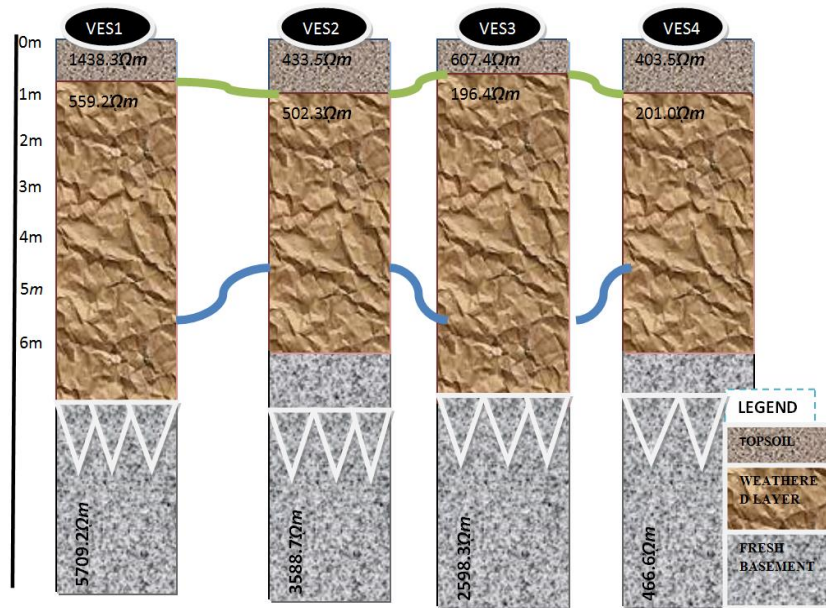 VES1 VES2 VES3 VES4
0m
1438.3Ωm 433.5Ωm 607.4Ωm 403.5Ωm
1m
559.2Ωm 502.3Ωm 196.4Ωm 201.0Ωm
2m
3m
4m
5m
6m
LEGEND
TOPSOIL
WEATHERE
D LAYER
FRESH
BASEMENT
5709.2Ωm 3588.7Ωm 2598.3Ωm 466.6Ωm